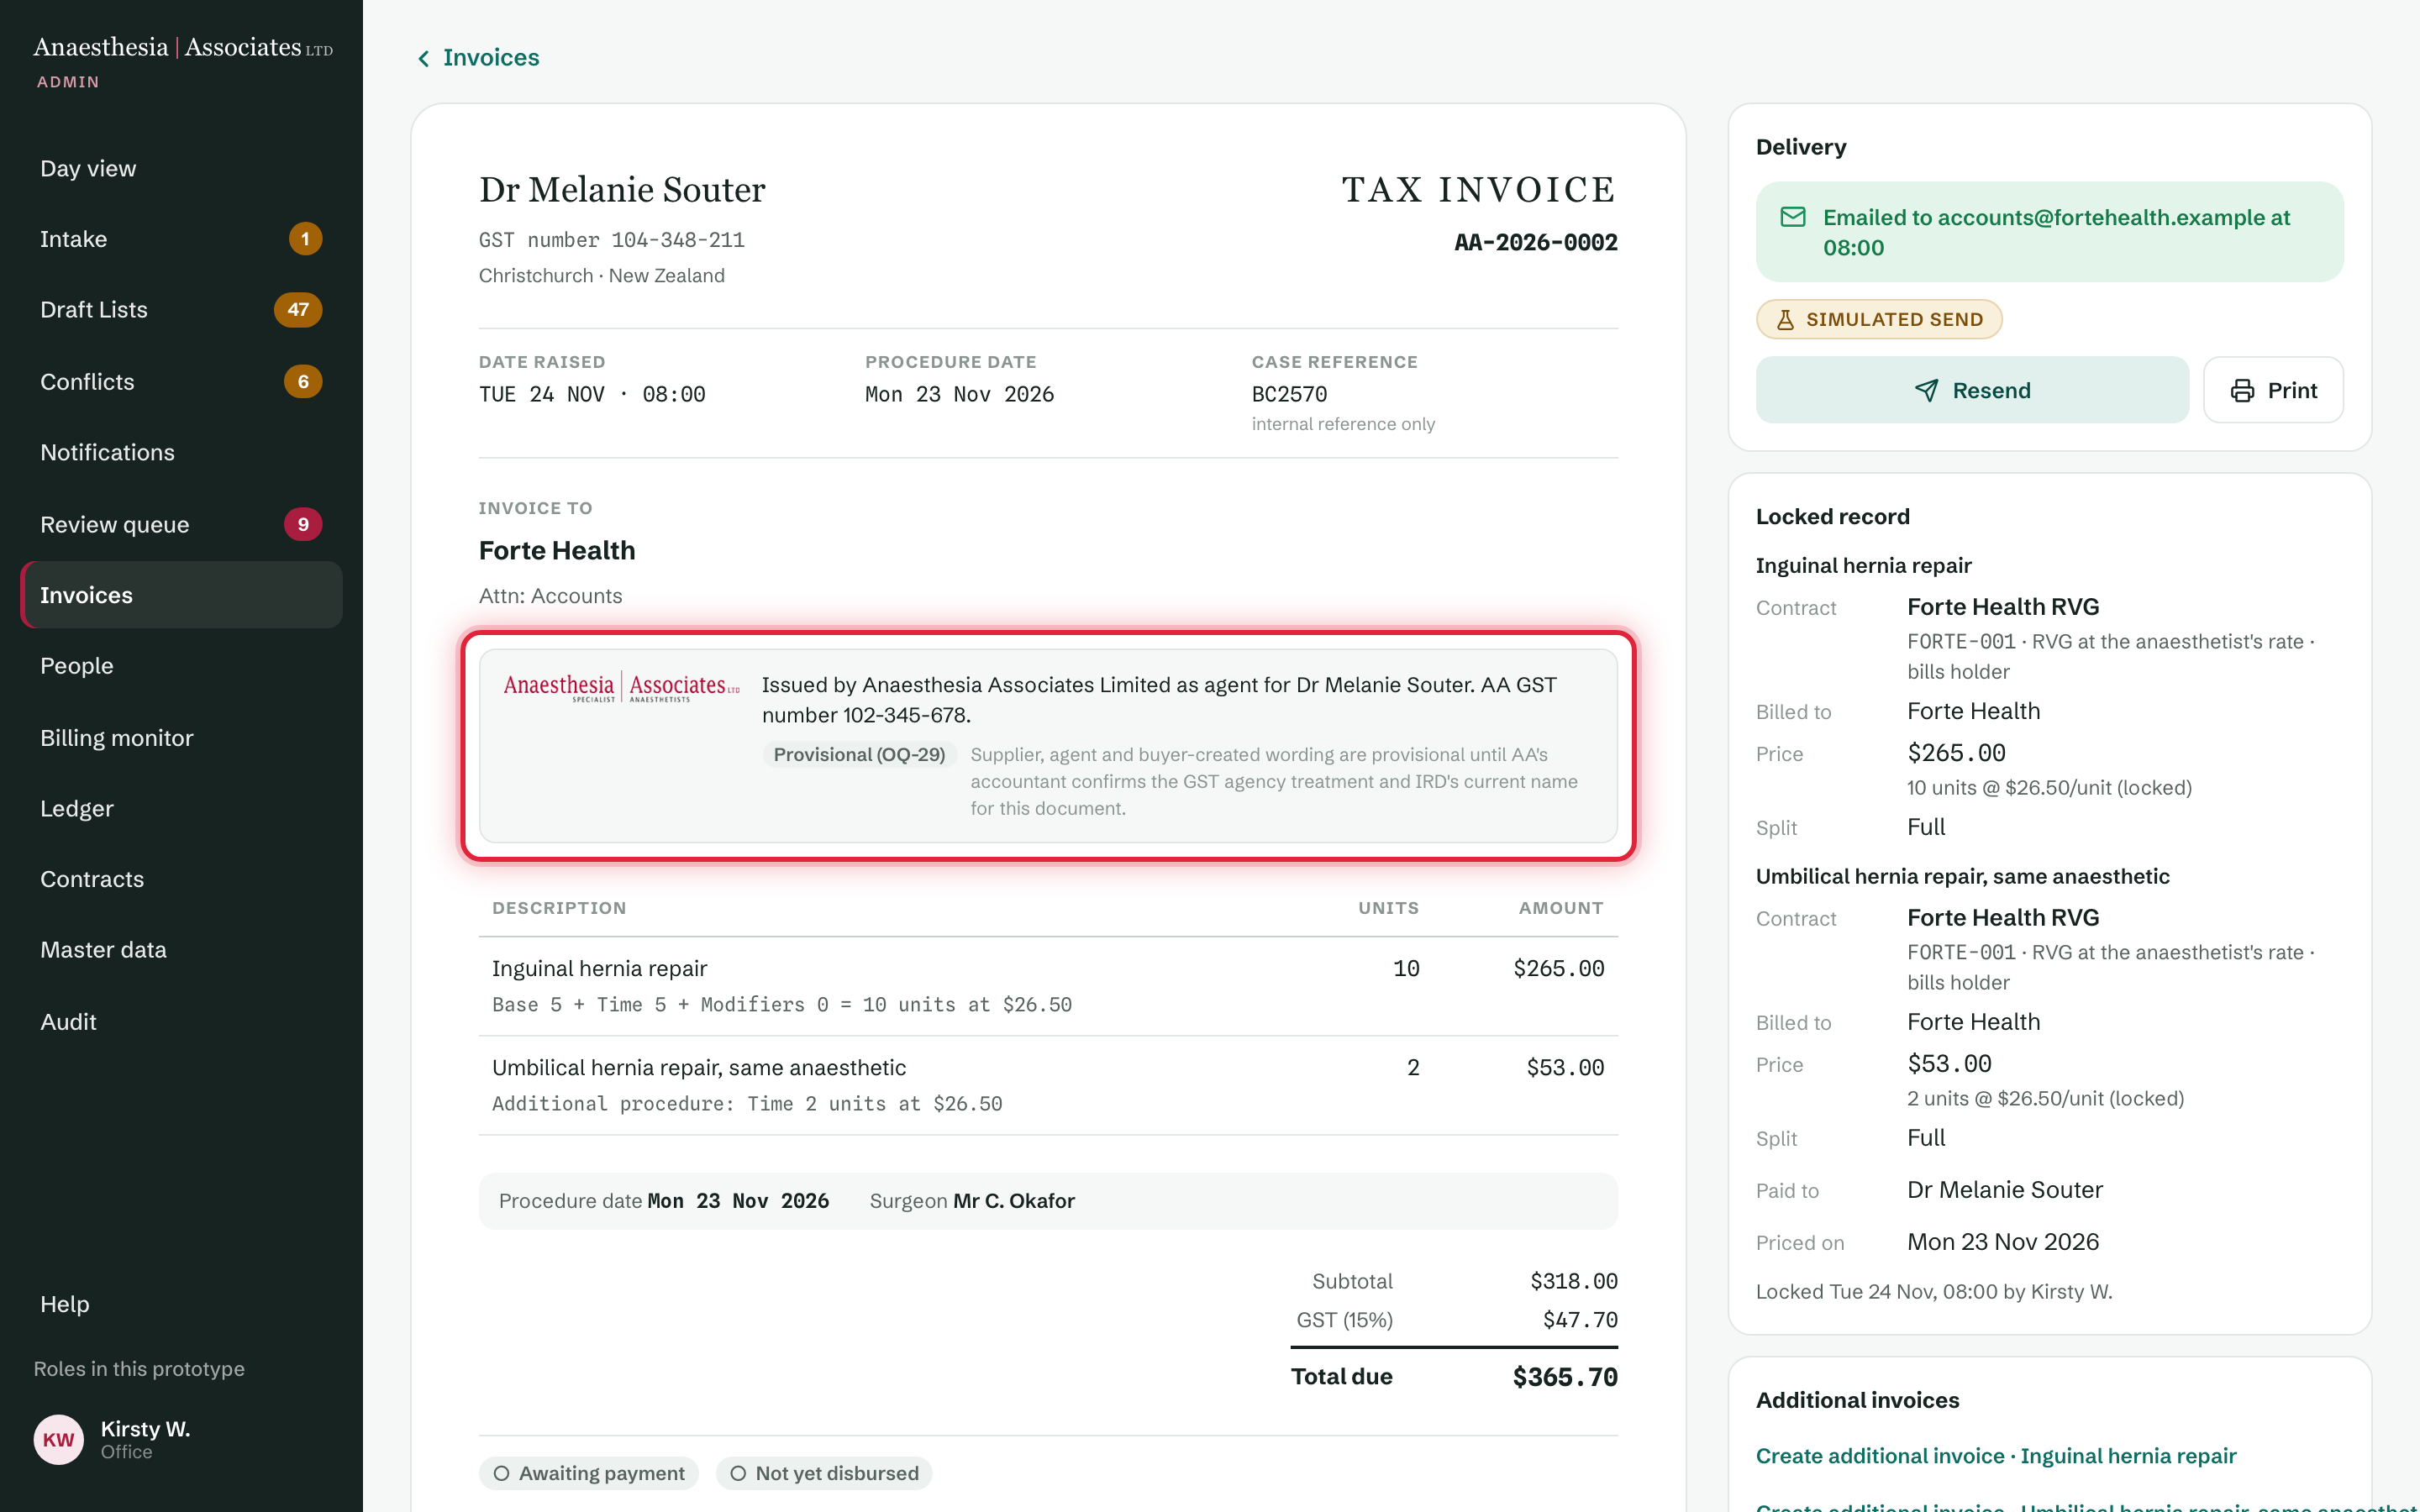 Anaesthesia | Associates LTD
ADMIN
Day view
Intake 1
Draft Lists 47
Conflicts 6
Notifications
Review queue 9
Invoices
People
Billing monitor
Ledger
Contracts
Master data
Audit
Help
Roles in this prototype
KW
Kirsty W.
Office
Invoices
Dr Melanie Souter
GST number 104-348-211
Christchurch · New Zealand
TAX INVOICE
AA-2026-0002
DATE RAISED
TUE 24 NOV · 08:00
PROCEDURE DATE
Mon 23 Nov 2026
CASE REFERENCE
BC2570
internal reference only
INVOICE TO
Forte Health
Attn: Accounts
Anaesthesia | Associates LTD
SPECIALIST | ANAESTHETISTS
Issued by Anaesthesia Associates Limited as agent for Dr Melanie Souter. AA GST
number 102-345-678.
Provisional (OQ-29)
Supplier, agent and buyer-created wording are provisional until AA's
accountant confirms the GST agency treatment and IRD's current name
for this document.
DESCRIPTION UNITS AMOUNT
Inguinal hernia repair 10 $265.00
Base 5 + Time 5 + Modifiers 0 = 10 units at $26.50
Umbilical hernia repair, same anaesthetic 2 $53.00
Additional procedure: Time 2 units at $26.50
Procedure date Mon 23 Nov 2026 Surgeon Mr C. Okafor
Subtotal $318.00
GST (15%) $47.70
Total due $365.70
Awaiting payment
Not yet disbursed
Delivery
Emailed to accounts@fortehealth.example at
08:00
SIMULATED SEND
Resend
Print
Locked record
Inguinal hernia repair
Contract Forte Health RVG
FORTE-001 · RVG at the anaesthetist's rate ·
bills holder
Billed to Forte Health
Price $265.00
10 units @ $26.50/unit (locked)
Split Full
Umbilical hernia repair, same anaesthetic
Contract Forte Health RVG
FORTE-001 · RVG at the anaesthetist's rate ·
bills holder
Billed to Forte Health
Price $53.00
2 units @ $26.50/unit (locked)
Split Full
Paid to Dr Melanie Souter
Priced on Mon 23 Nov 2026
Locked Tue 24 Nov, 08:00 by Kirsty W.
Additional invoices
Create additional invoice · Inguinal hernia repair
Create additional invoice · Umbilical hernia repair, same